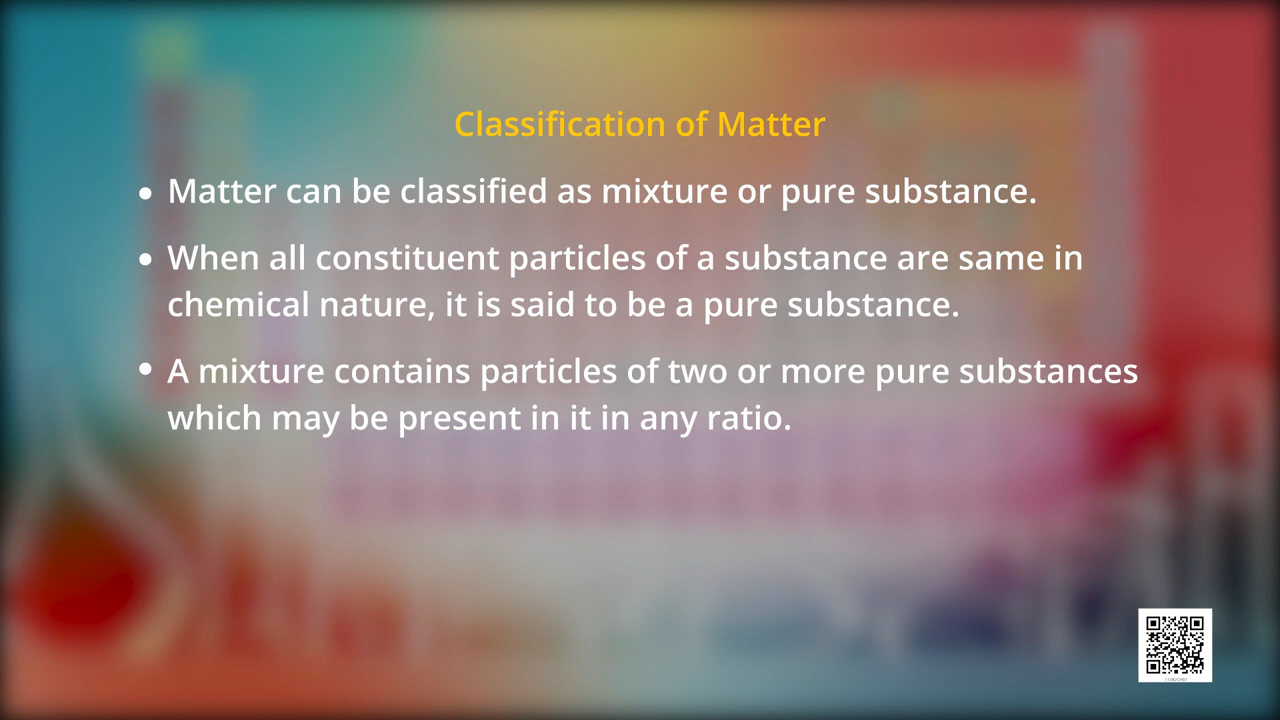 Classification of Matter
• Matter can be classified as mixture or pure substance.
• When all constituent particles of a substance are same in
chemical nature, it is said to be a pure substance.
• A mixture contains particles of two or more pure substances
which may be present in it in any ratio.